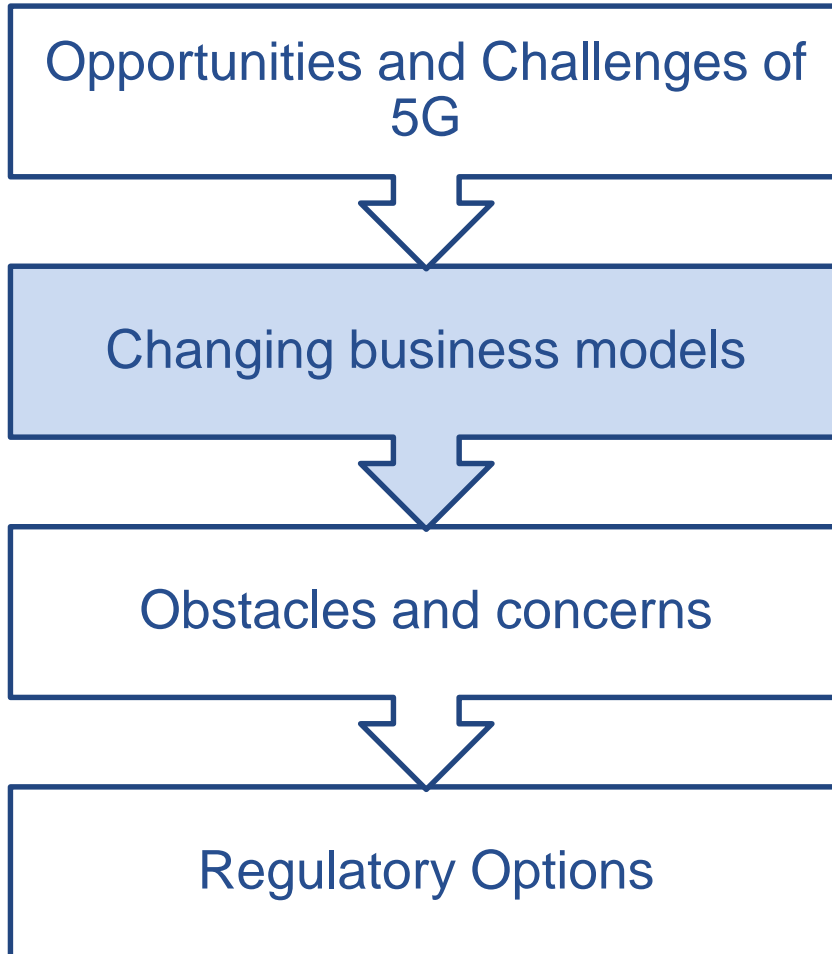 Opportunities and Challenges of
5G
Changing business models
Obstacles and concerns
Regulatory Options